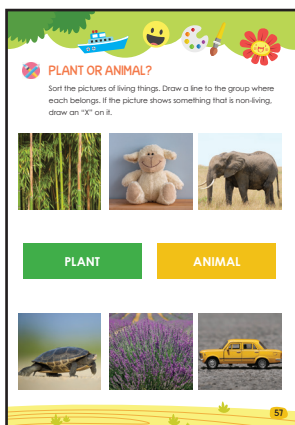 PLANT OR ANIMAL?
Sort the pictures of living things. Draw a line to the group where
each belongs. If the picture shows something that is non-living,
draw an "X" on it.
PLANT
ANIMAL
57